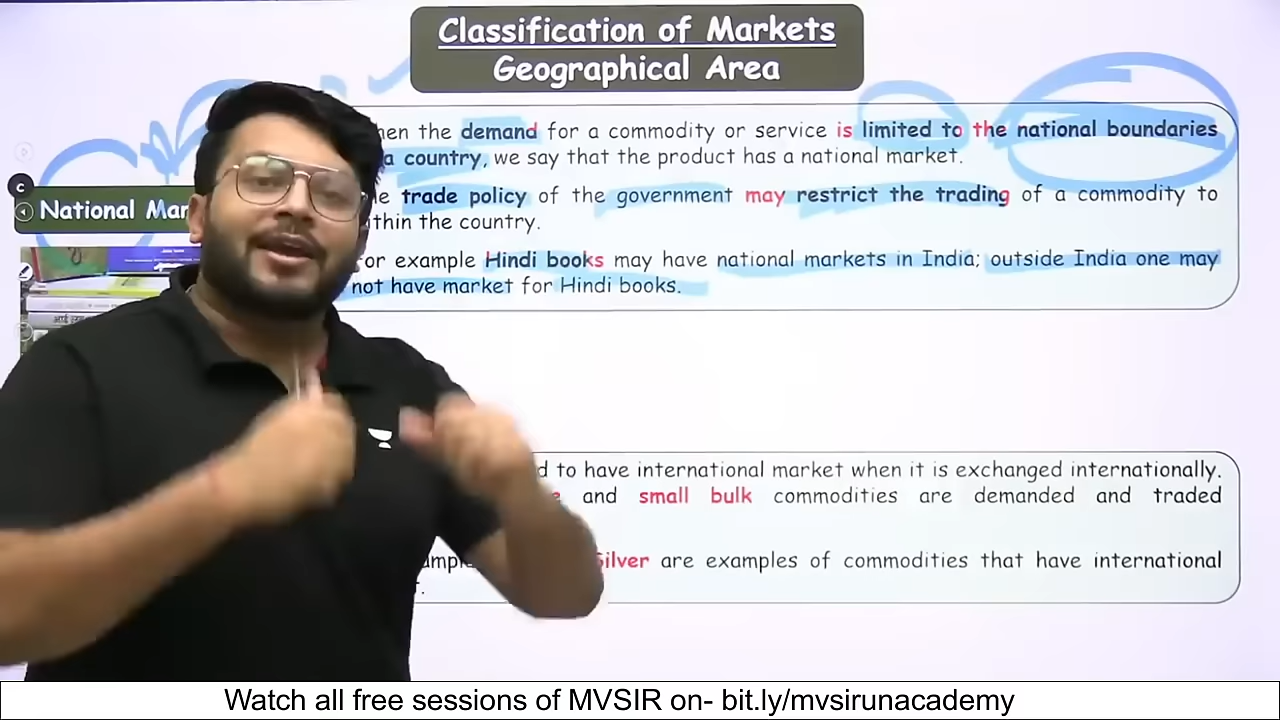 Classification of Markets
Geographical Area
hen the demand for a commodity or service is limited to the national boundaries
a country, we say that the product has a national market.
trade policy of the government may restrict the trading of a commodity to
thin the country.
C
National Mar
or example Hindi books may have national markets in India; outside India one may
not have market for Hindi books.
d to have international market when it is exchanged internationally.
and small bulk commodities are demanded and traded
Silver are examples of commodities that have international
Watch all free sessions of MVSIR on- bit.ly/mvsirunacademy